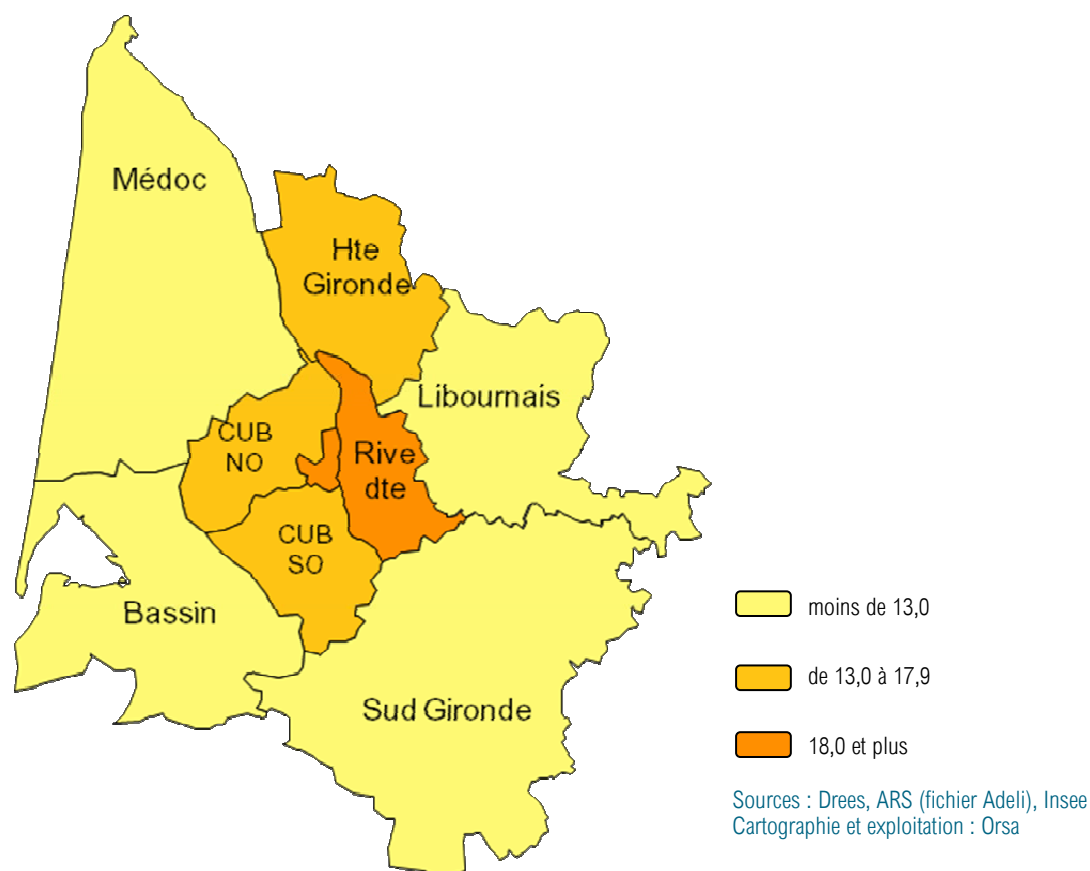 Médoc
Hte
Gironde
Libournais
CUB
NO
Rive
dte
CUB
SO
Bassin
Sud Gironde
moins de 13,0
de 13,0 à 17,9
18,0 et plus
Sources : Drees, ARS (fichier Adeli), Insee
Cartographie et exploitation : Orsa